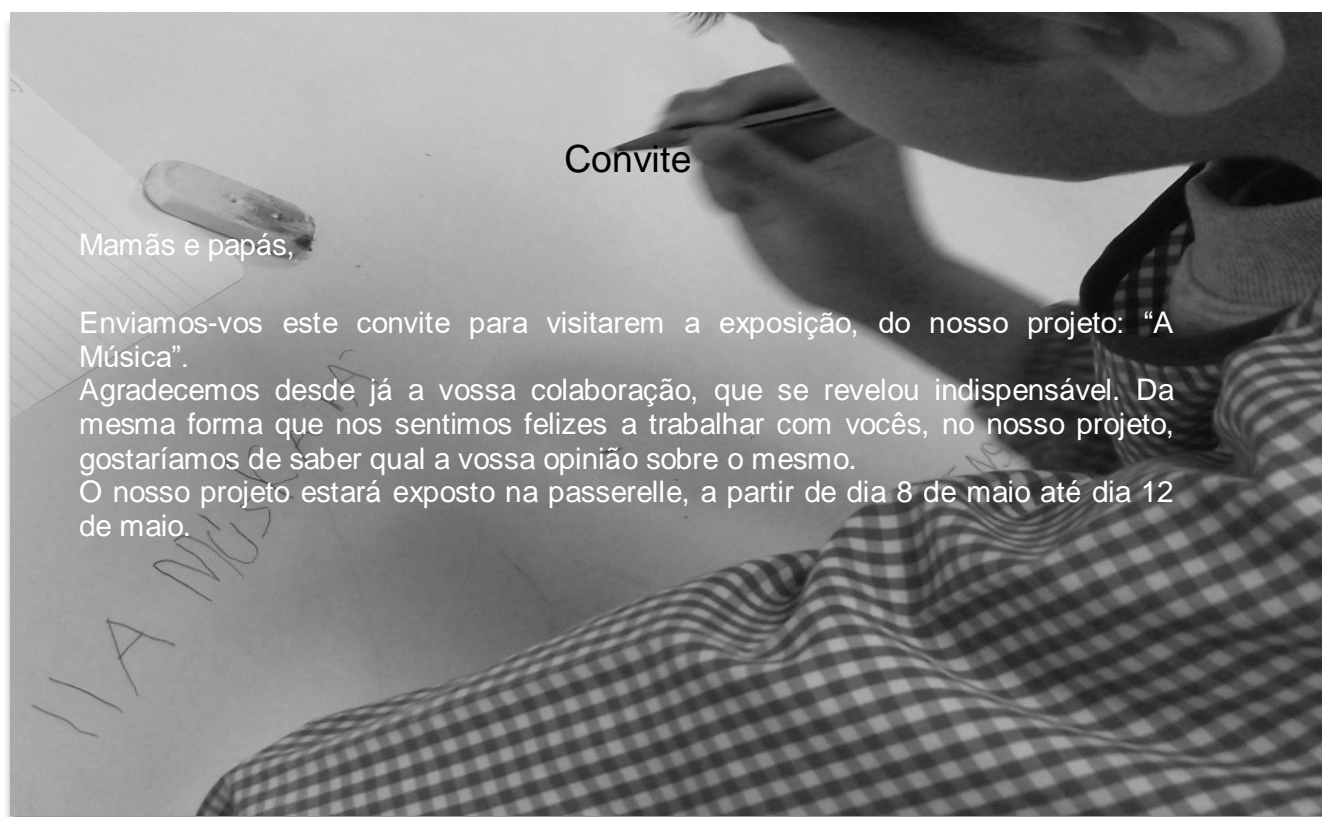 Convite
Mamãs e papás,
Enviamos-vos este convite para visitarem a exposição, do nosso projeto: “A
Música”.
Agradecemos desde já a vossa colaboração, que se revelou indispensável. Da
mesma forma que nos sentimos felizes a trabalhar com vocês, no nosso projeto,
gostaríamos de saber qual a vossa opinião sobre o mesmo.
O nosso projeto estará exposto na passerelle, a partir de dia 8 de maio até dia 12
de maio.
A MÚSICA